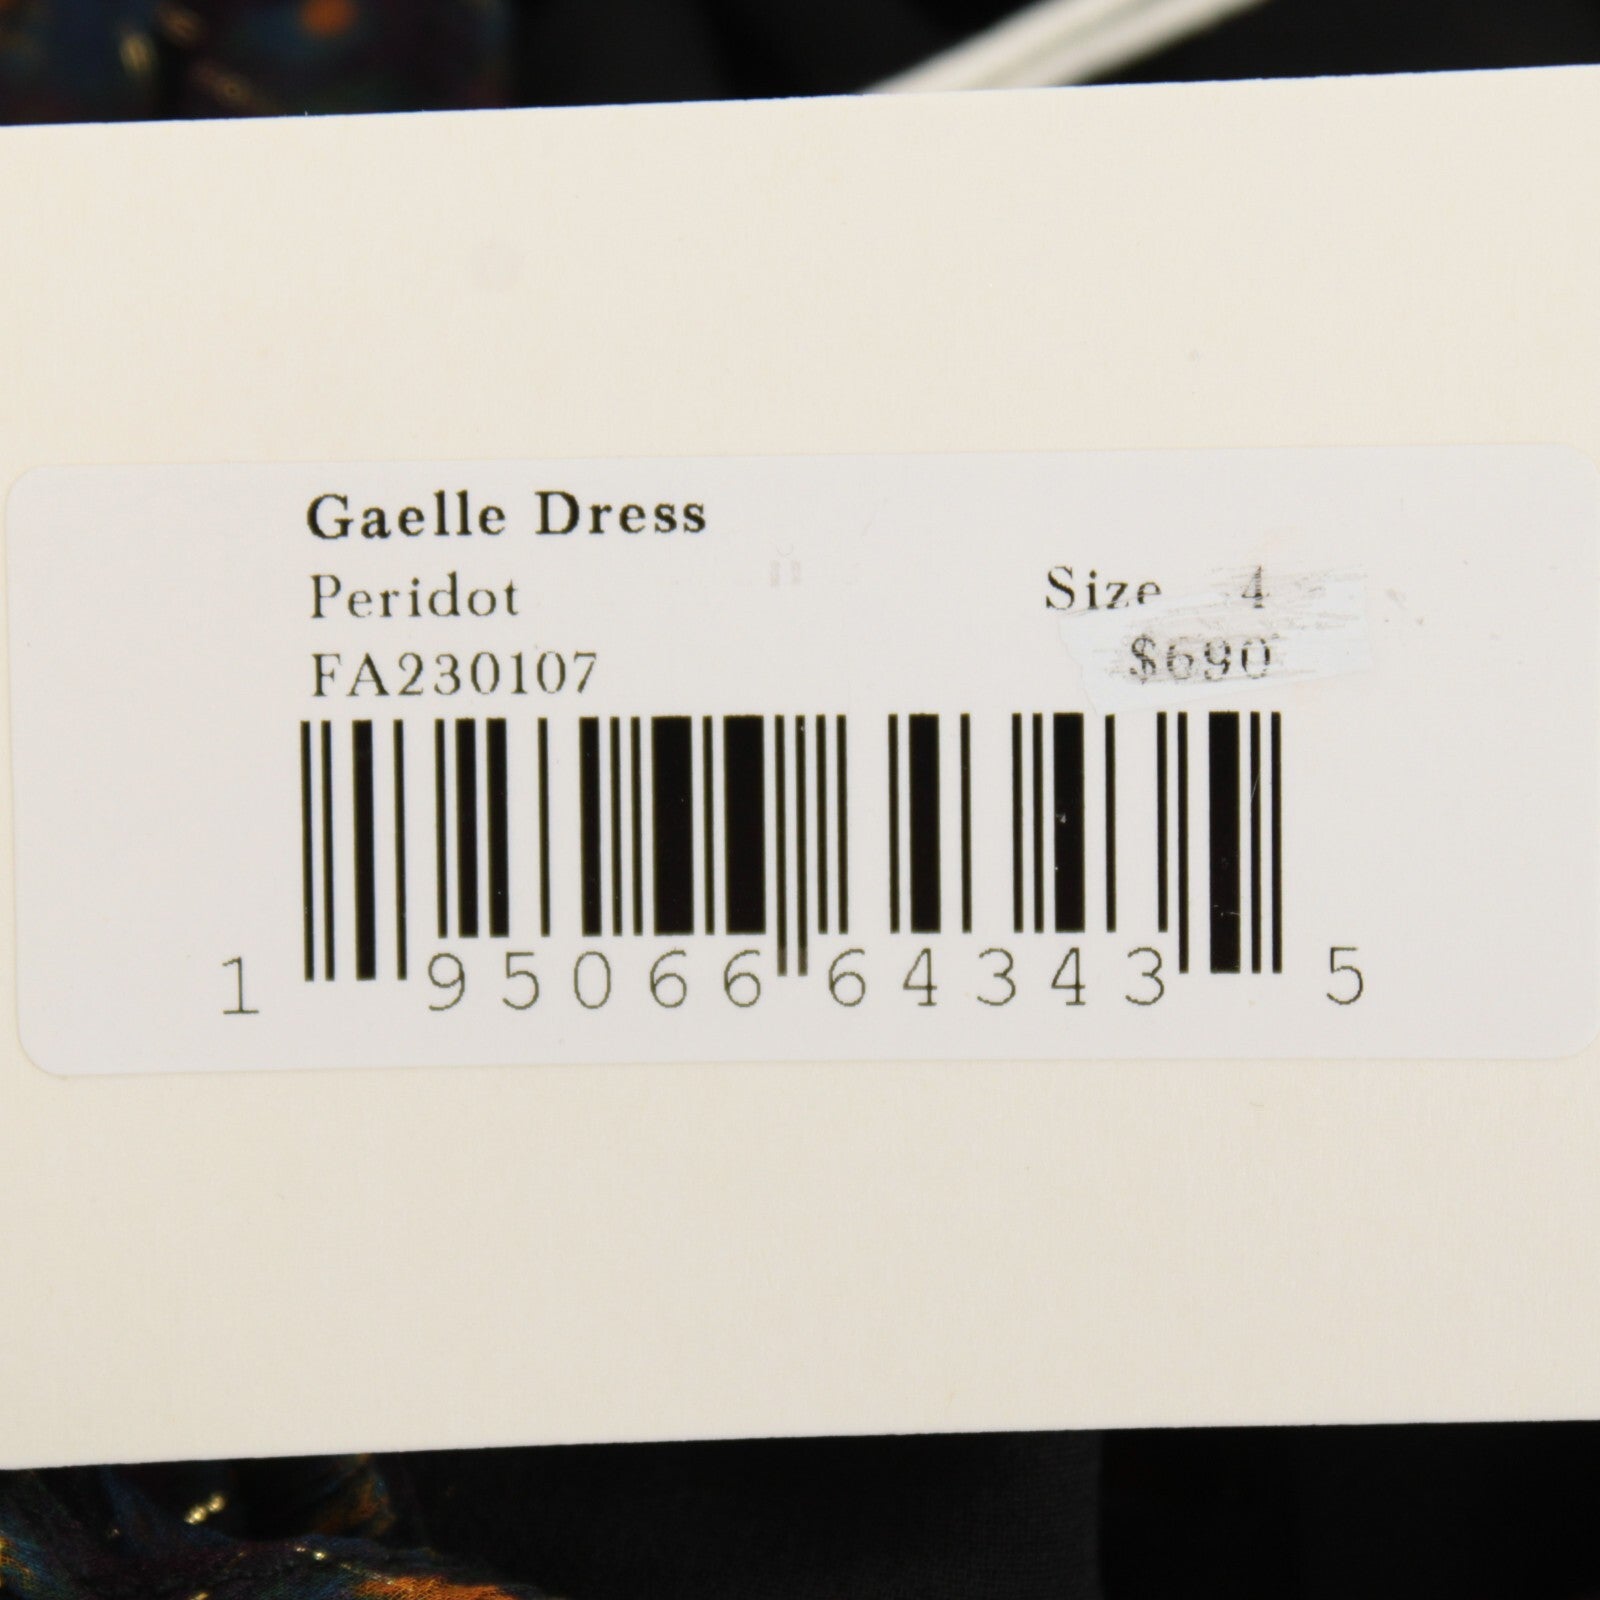 Gaelle Dress
Peridot
Size 4
FA230107
$690
1 95066 64343 5